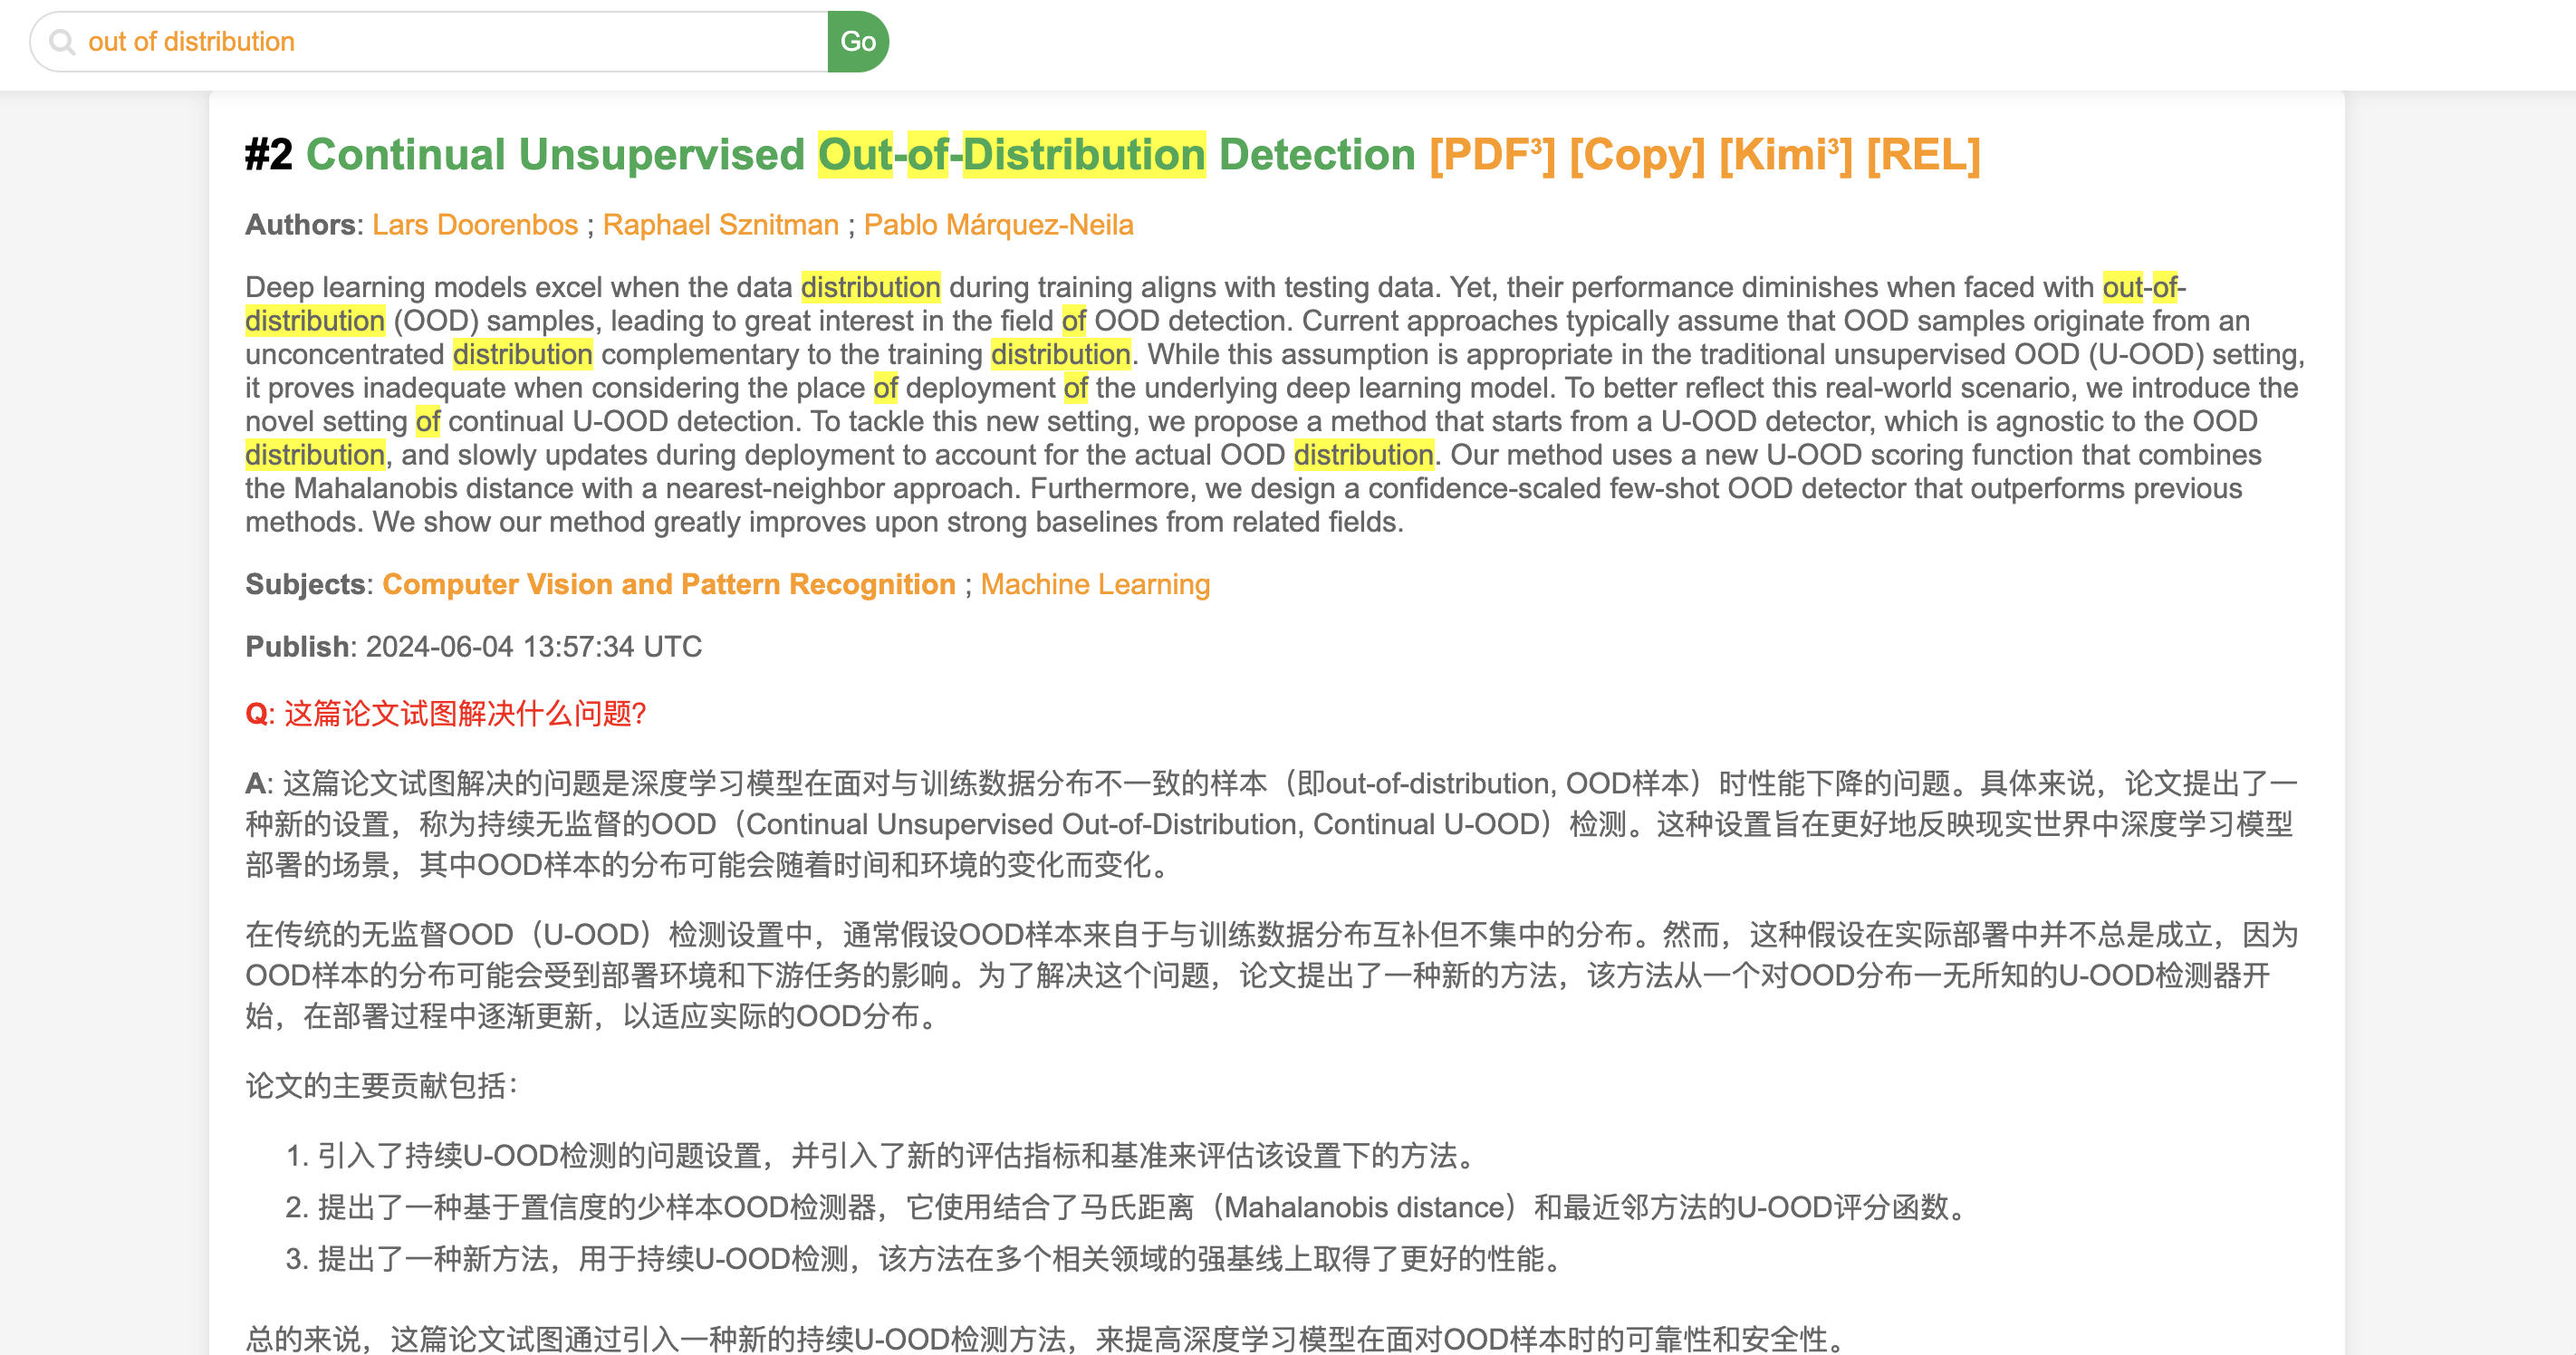 out of distribution
Go
#2 Continual Unsupervised Out-of-Distribution Detection [PDF³] [Copy] [Kimi³] [REL]
Authors: Lars Doorenbos ; Raphael Sznitman ; Pablo Márquez-Neila
Deep learning models excel when the data distribution during training aligns with testing data. Yet, their performance diminishes when faced with out-of-
distribution (OOD) samples, leading to great interest in the field of OOD detection. Current approaches typically assume that OOD samples originate from an
unconcentrated distribution complementary to the training distribution. While this assumption is appropriate in the traditional unsupervised OOD (U-OOD) setting,
it proves inadequate when considering the place of deployment of the underlying deep learning model. To better reflect this real-world scenario, we introduce the
novel setting of continual U-OOD detection. To tackle this new setting, we propose a method that starts from a U-OOD detector, which is agnostic to the OOD
distribution, and slowly updates during deployment to account for the actual OOD distribution. Our method uses a new U-OOD scoring function that combines
the Mahalanobis distance with a nearest-neighbor approach. Furthermore, we design a confidence-scaled few-shot OOD detector that outperforms previous
methods. We show our method greatly improves upon strong baselines from related fields.
Subjects: Computer Vision and Pattern Recognition ; Machine Learning
Publish: 2024-06-04 13:57:34 UTC
Q: 这篇论文试图解决什么问题?
A: 这篇论文试图解决的问题是深度学习模型在面对与训练数据分布不一致的样本（即out-of-distribution, OOD样本）时性能下降的问题。具体来说，论文提出了一
种新的设置，称为持续无监督的OOD（Continual Unsupervised Out-of-Distribution, Continual U-OOD）检测。这种设置旨在更好地反映现实世界中深度学习模型
部署的场景，其中OOD样本的分布可能会随着时间和环境的变化而变化。
在传统的无监督OOD（U-OOD）检测设置中，通常假设OOD样本来自于与训练数据分布互补但不集中的分布。然而，这种假设在实际部署中并不总是成立，因为
OOD样本的分布可能会受到部署环境和下游任务的影响。为了解决这个问题，论文提出了一种新的方法，该方法从一个对OOD分布一无所知的U-OOD检测器开
始，在部署过程中逐渐更新，以适应实际的OOD分布。
论文的主要贡献包括：
1. 引入了持续U-OOD检测的问题设置，并引入了新的评估指标和基准来评估该设置下的方法。
2. 提出了一种基于置信度的少样本OOD检测器，它使用结合了马氏距离（Mahalanobis distance）和最近邻方法的U-OOD评分函数。
3. 提出了一种新方法，用于持续U-OOD检测，该方法在多个相关领域的强基线上取得了更好的性能。
总的来说，这篇论文试图通过引入一种新的持续U-OOD检测方法，来提高深度学习模型在面对OOD样本时的可靠性和安全性。